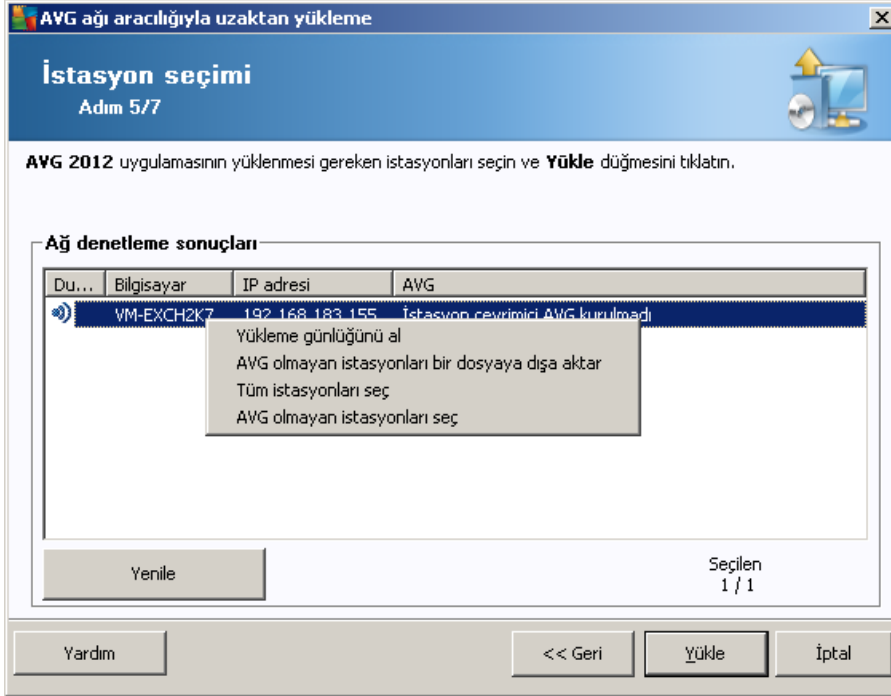 AVG ağı aracılığıyla uzaktan yükleme
İstasyon seçimi
Adım 5/7
AVG 2012 uygulamasının yüklenmesi gereken istasyonları seçin ve Yükle düğmesini tıklatın.
Ağ denetleme sonuçları
Du... Bilgisayar IP adresi AVG
VM-EXCH2K7 192.168.183.155 İstasyon çevrimiçi AVG kurulmadı
Yükleme günlüğünü al
AVG olmayan istasyonları bir dosyaya dışa aktar
Tüm istasyonları seç
AVG olmayan istasyonları seç
Yenile
Seçilen
1 / 1
Yardım << Geri Yükle İptal